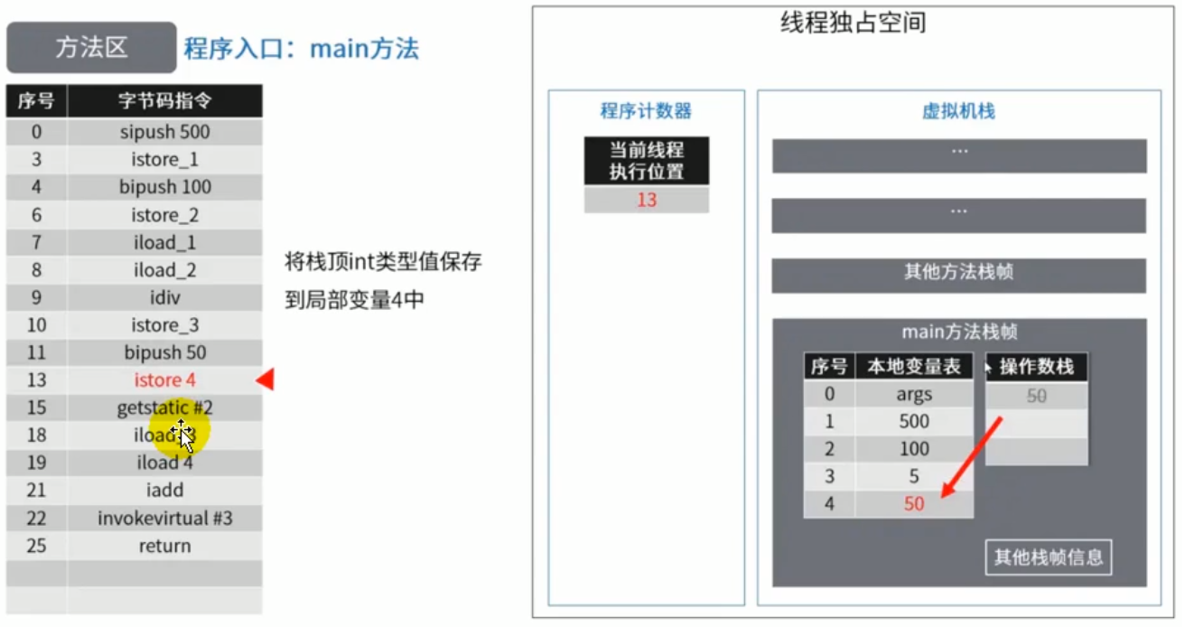 方法区 程序入口：main方法
序号 字节码指令
0 sipush 500
3 istore_1
4 bipush 100
6 istore_2
7 iload_1
8 iload_2
9 idiv
10 istore_3
11 bipush 50
13 istore 4
15 getstatic #2
18 iload_3
19 iload 4
21 iadd
22 invokevirtual #3
25 return
将栈顶int类型值保存
到局部变量4中
线程独占空间
程序计数器
当前线程
执行位置
13
虚拟机栈
...
...
其他方法栈帧
main方法栈帧
序号 本地变量表
0 args
1 500
2 100
3 5
4 50
操作数栈
50
其他栈帧信息